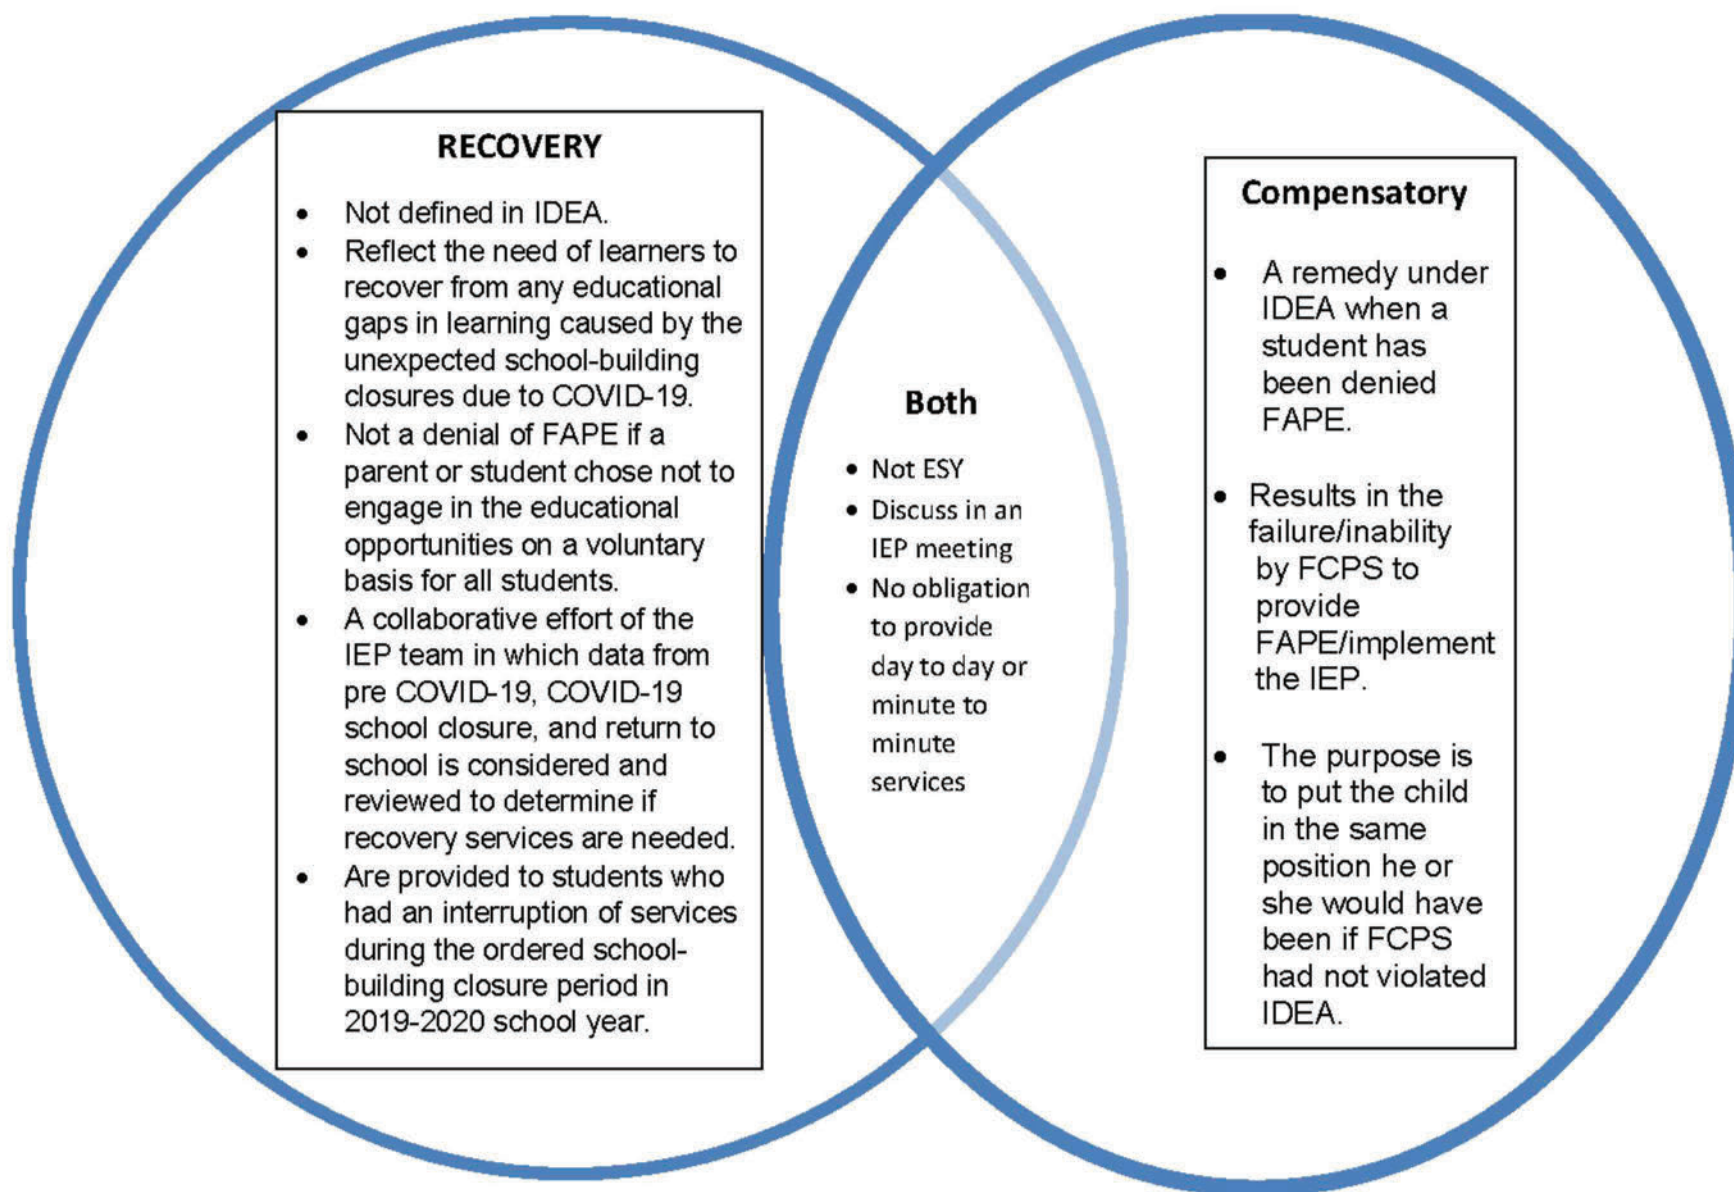 RECOVERY
• Not defined in IDEA.
• Reflect the need of learners to
recover from any educational
gaps in learning caused by the
unexpected school-building
closures due to COVID-19.
• Not a denial of FAPE if a
parent or student chose not to
engage in the educational
opportunities on a voluntary
basis for all students.
• A collaborative effort of the
IEP team in which data from
pre COVID-19, COVID-19
school closure, and return to
school is considered and
reviewed to determine if
recovery services are needed.
• Are provided to students who
had an interruption of services
during the ordered school-
building closure period in
2019-2020 school year.
Both
• Not ESY
• Discuss in an
IEP meeting
• No obligation
to provide
day to day or
minute to
minute
services
Compensatory
• A remedy under
IDEA when a
student has
been denied
FAPE.
• Results in the
failure/inability
by FCPS to
provide
FAPE/implement
the IEP.
• The purpose is
to put the child
in the same
position he or
she would have
been if FCPS
had not violated
IDEA.